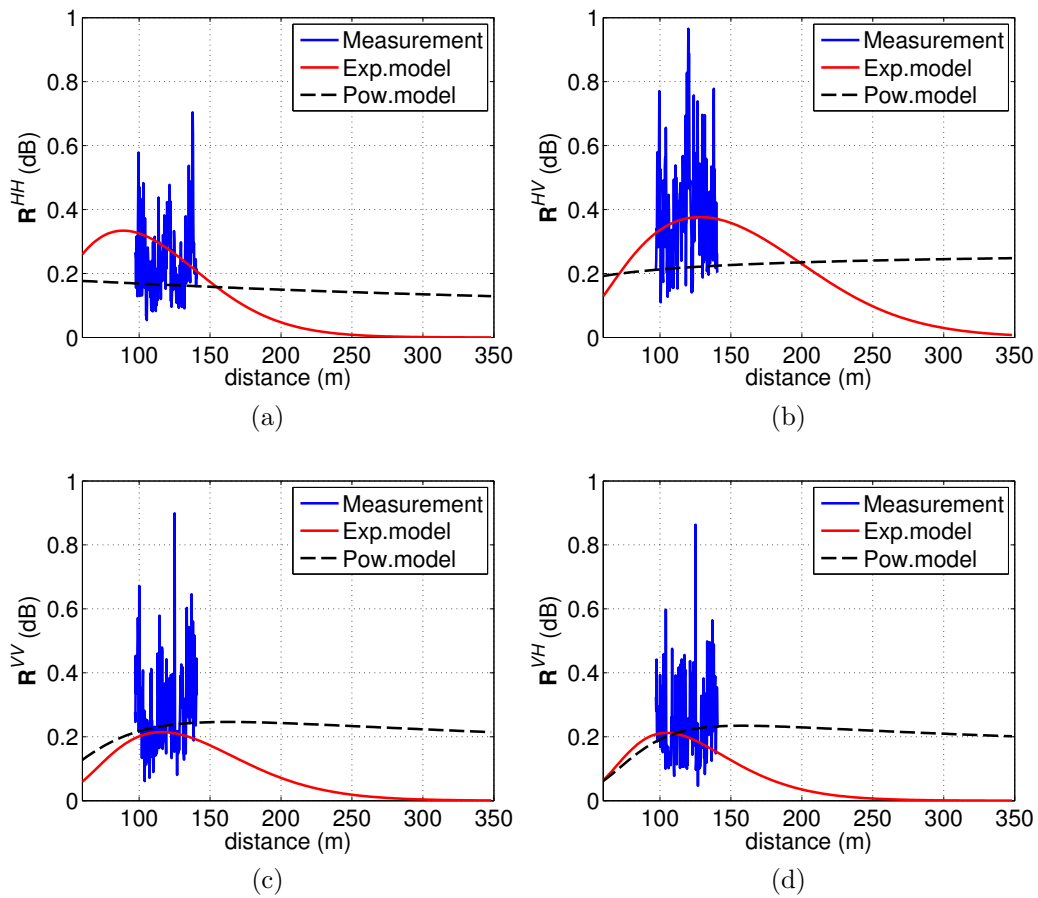 1
0.8
0.6
0.4
0.2
0
R^HH (dB)
100 150 200 250 300 350
distance (m)
Measurement
Exp.model
Pow.model
(a)
1
0.8
0.6
0.4
0.2
0
R^HV (dB)
100 150 200 250 300 350
distance (m)
Measurement
Exp.model
Pow.model
(b)
1
0.8
0.6
0.4
0.2
0
R^VV (dB)
100 150 200 250 300 350
distance (m)
Measurement
Exp.model
Pow.model
(c)
1
0.8
0.6
0.4
0.2
0
R^VH (dB)
100 150 200 250 300 350
distance (m)
Measurement
Exp.model
Pow.model
(d)